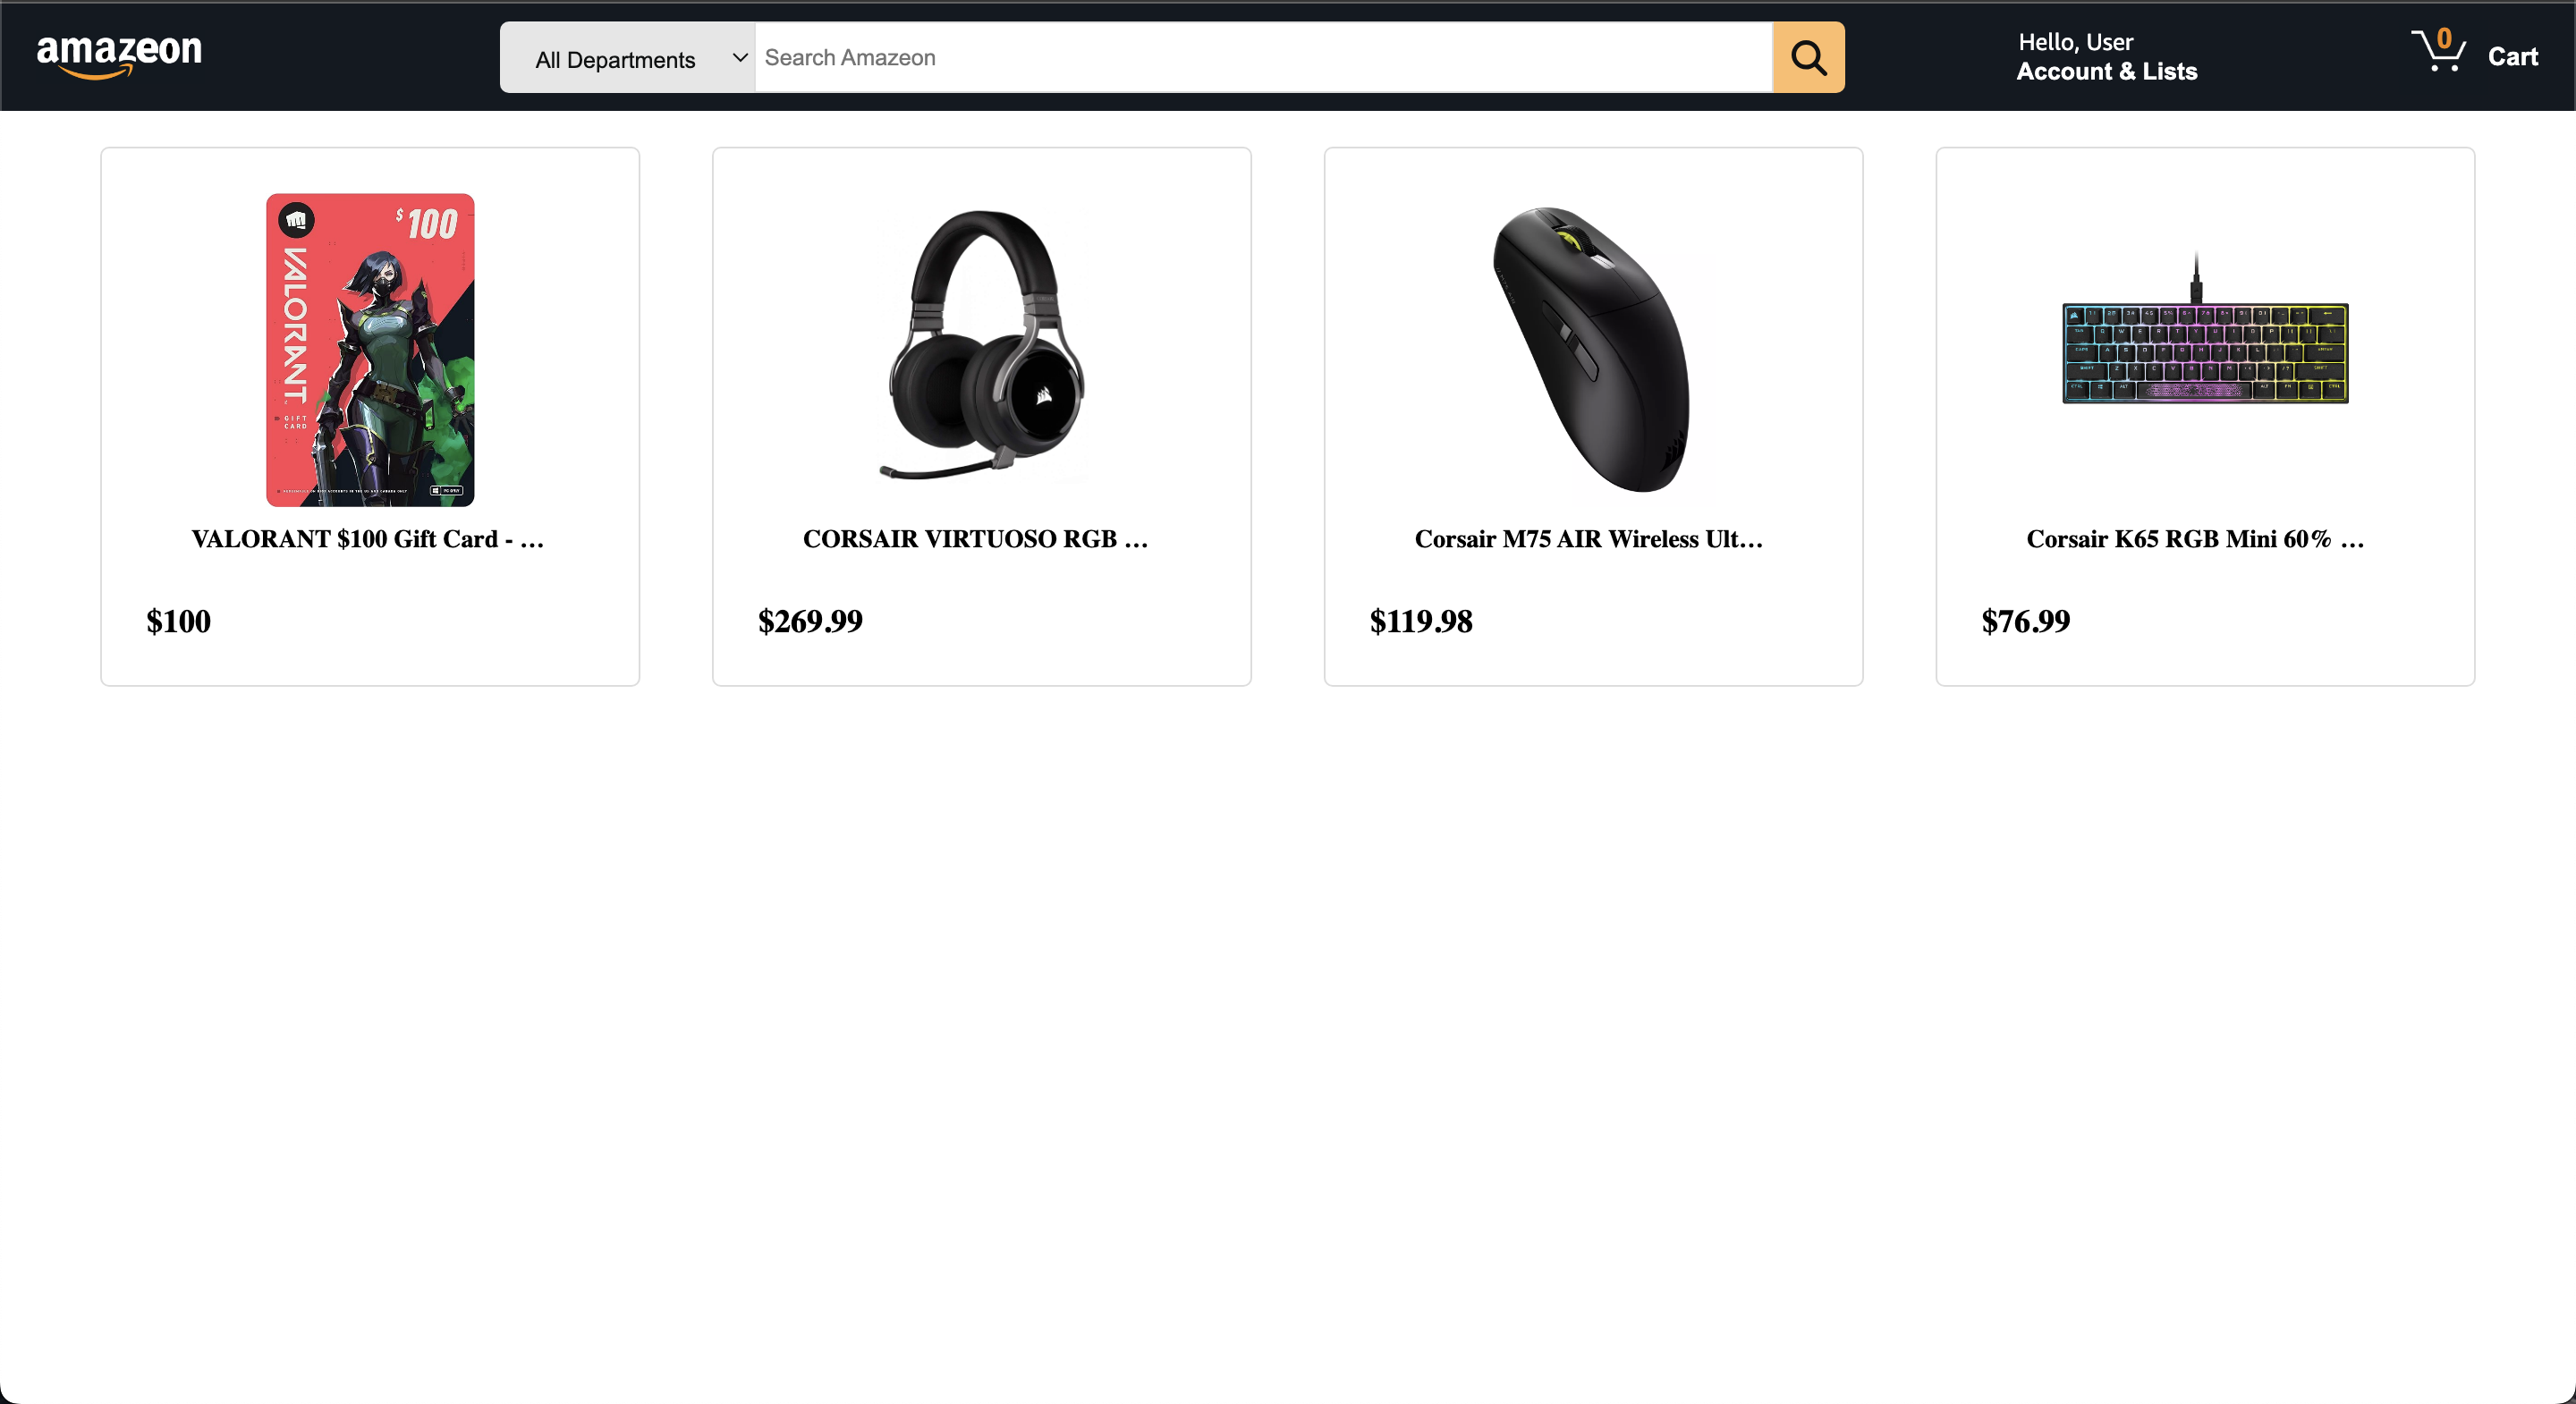 amazeon
All Departments
Search Amazeon
Hello, User
Account & Lists
0
Cart
$100
VALORANT
GIFT
CARD
PC ONLY
VALORANT $100 Gift Card - ...
$100
CORSAIR VIRTUOSO RGB ...
$269.99
Corsair M75 AIR Wireless Ult...
$119.98
Corsair K65 RGB Mini 60% ...
$76.99